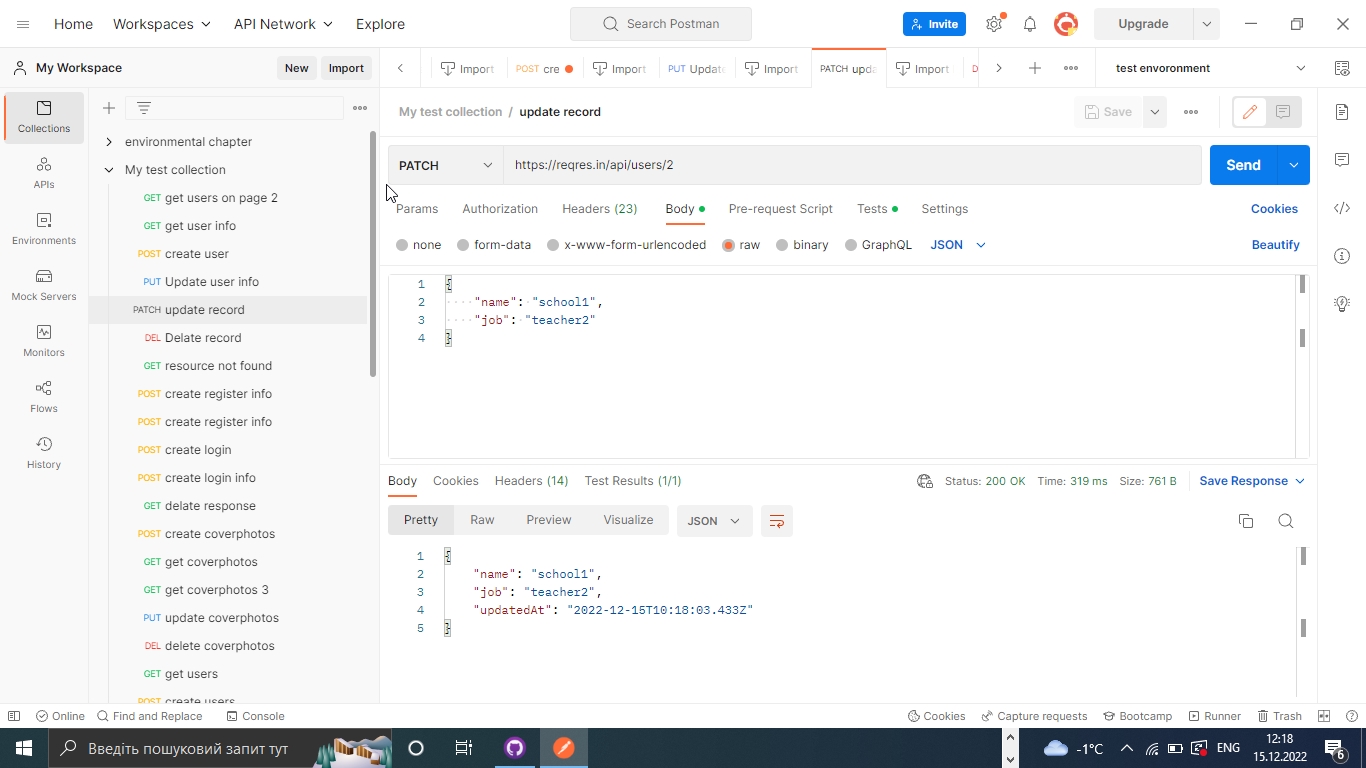 Home Workspaces API Network Explore Search Postman Invite Upgrade
My Workspace New Import
Import POST cre Import PUT Update Import PATCH upda Import D test envoronment
Collections
APIs
Environments
Mock Servers
Monitors
Flows
History
environmental chapter
My test collection
GET get users on page 2
GET get user info
POST create user
PUT Update user info
PATCH update record
DEL Delate record
GET resource not found
POST create register info
POST create register info
POST create login
POST create login info
GET delate response
POST create coverphotos
GET get coverphotos
GET get coverphotos 3
PUT update coverphotos
DEL delete coverphotos
GET get users
POST create users
My test collection / update record Save
PATCH https://reqres.in/api/users/2 Send
Params Authorization Headers (23) Body Pre-request Script Tests Settings Cookies
none form-data x-www-form-urlencoded raw binary GraphQL JSON Beautify
1 {
2 "name": "school1",
3 "job": "teacher2"
4 }
Body Cookies Headers (14) Test Results (1/1) Status: 200 OK Time: 319 ms Size: 761 B Save Response
Pretty Raw Preview Visualize JSON
1 {
2 "name": "school1",
3 "job": "teacher2",
4 "updatedAt": "2022-12-15T10:18:03.433Z"
5 }
Online Find and Replace Console Cookies Capture requests Bootcamp Runner Trash
Введіть пошуковий запит тут -1°C ENG 12:18
15.12.2022 6